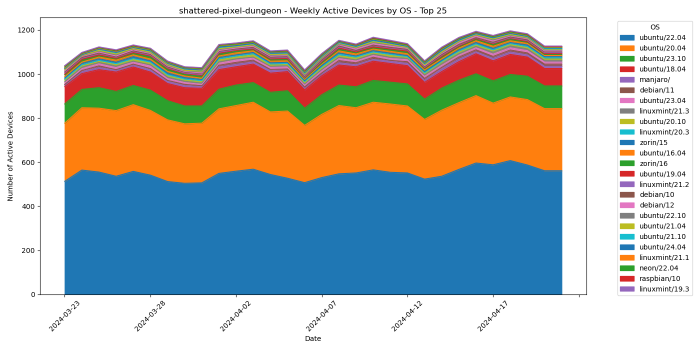 shattered-pixel-dungeon - Weekly Active Devices by OS - Top 25
1200
1000
800
600
400
200
0
Number of Active Devices
2024-03-23
2024-03-28
2024-04-02
2024-04-07
2024-04-12
2024-04-17
Date
OS
ubuntu/22.04
ubuntu/20.04
ubuntu/23.10
ubuntu/18.04
manjaro/
debian/11
ubuntu/23.04
linuxmint/21.3
ubuntu/20.10
linuxmint/20.3
zorin/15
ubuntu/16.04
zorin/16
ubuntu/19.04
linuxmint/21.2
debian/10
debian/12
ubuntu/22.10
ubuntu/21.04
ubuntu/21.10
ubuntu/24.04
linuxmint/21.1
neon/22.04
raspbian/10
linuxmint/19.3